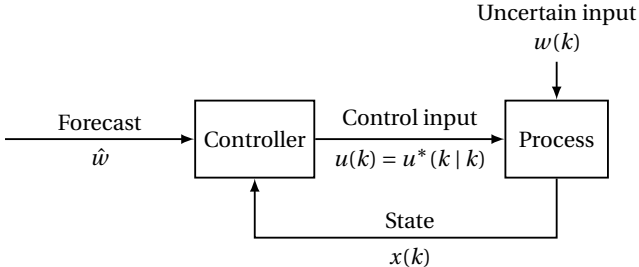 Uncertain input
w(k)
Forecast
ŵ
Controller
Control input
u(k) = u*(k | k)
Process
State
x(k)